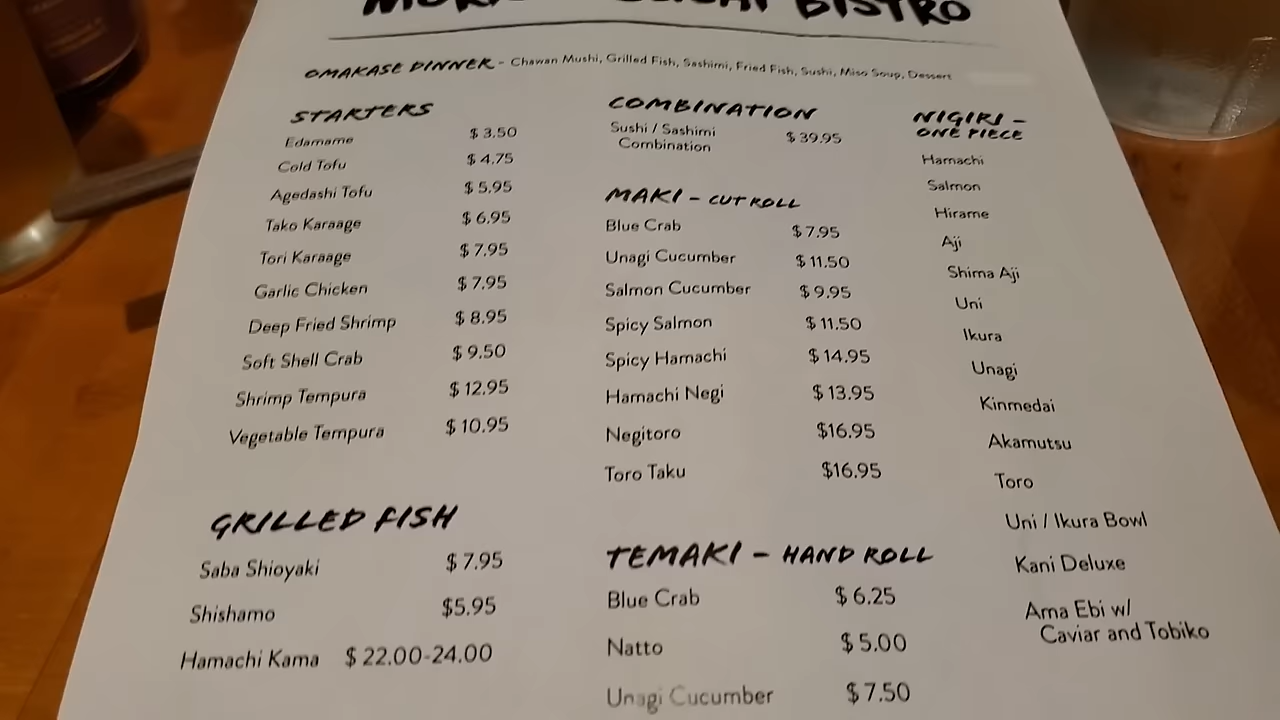 BISTRO
OMAKASE DINNER - Chawan Mushi, Grilled Fish, Sashimi, Fried Fish, Sushi, Miso Soup, Dessert
STARTERS
Edamame $ 3.50
Cold Tofu $ 4.75
Agedashi Tofu $ 5.95
Tako Karaage $ 6.95
Tori Karaage $ 7.95
Garlic Chicken $ 7.95
Deep Fried Shrimp $ 8.95
Soft Shell Crab $ 9.50
Shrimp Tempura $ 12.95
Vegetable Tempura $ 10.95
GRILLED FISH
Saba Shioyaki $ 7.95
Shishamo $5.95
Hamachi Kama $ 22.00-24.00
COMBINATION
Sushi / Sashimi $ 39.95
Combination
MAKI - CUT ROLL
Blue Crab $ 7.95
Unagi Cucumber $ 11.50
Salmon Cucumber $ 9.95
Spicy Salmon $ 11.50
Spicy Hamachi $ 14.95
Hamachi Negi $ 13.95
Negitoro $16.95
Toro Taku $16.95
TEMAKI - HAND ROLL
Blue Crab $ 6.25
Natto $ 5.00
Unagi Cucumber $ 7.50
NIGIRI -
ONE PIECE
Hamachi
Salmon
Hirame
Aji
Shima Aji
Uni
Ikura
Unagi
Kinmedai
Akamutsu
Toro
Uni / Ikura Bowl
Kani Deluxe
Ama Ebi w/
Caviar and Tobiko